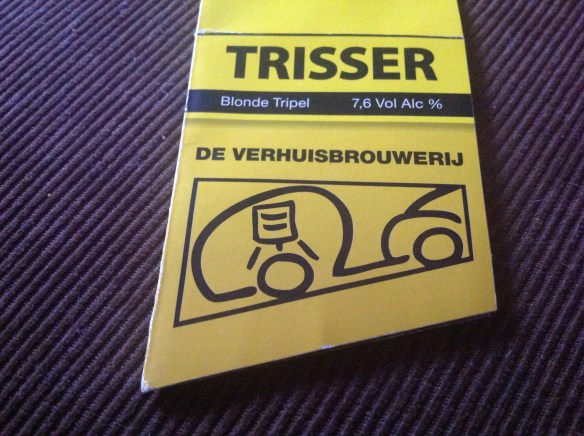 TRISSER
Blonde Tripel 7,6 Vol Alc %
DE VERHUISBROUWERIJ